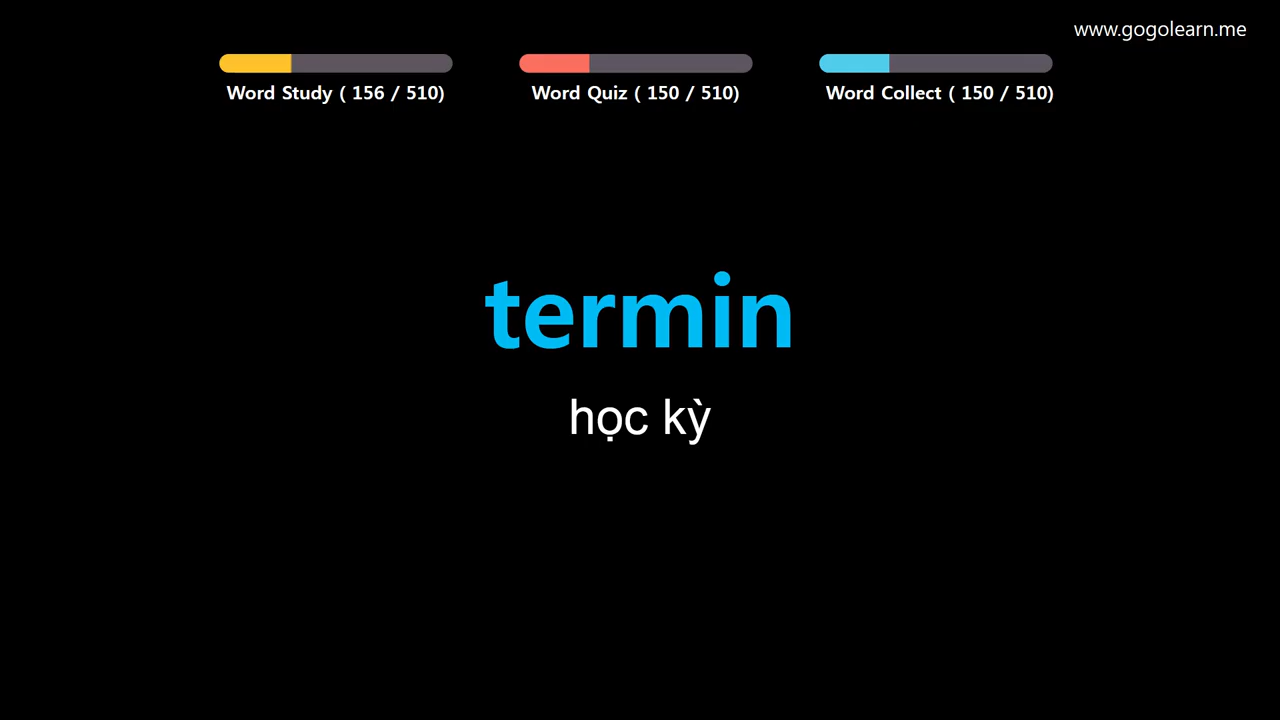 www.gogolearn.me
Word Study ( 156 / 510)
Word Quiz ( 150 / 510)
Word Collect ( 150 / 510)
termin
học kỳ